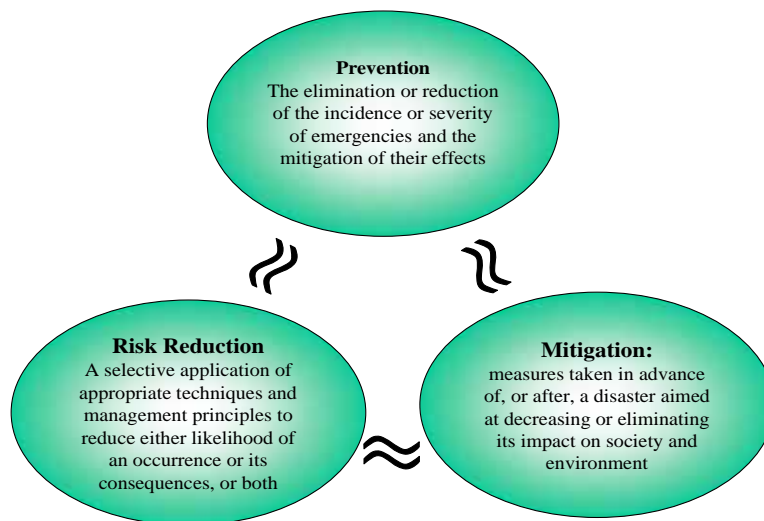 Prevention
The elimination or reduction
of the incidence or severity
of emergencies and the
mitigation of their effects
Risk Reduction
A selective application of
appropriate techniques and
management principles to
reduce either likelihood of
an occurrence or its
consequences, or both
Mitigation:
measures taken in advance
of, or after, a disaster aimed
at decreasing or eliminating
its impact on society and
environment